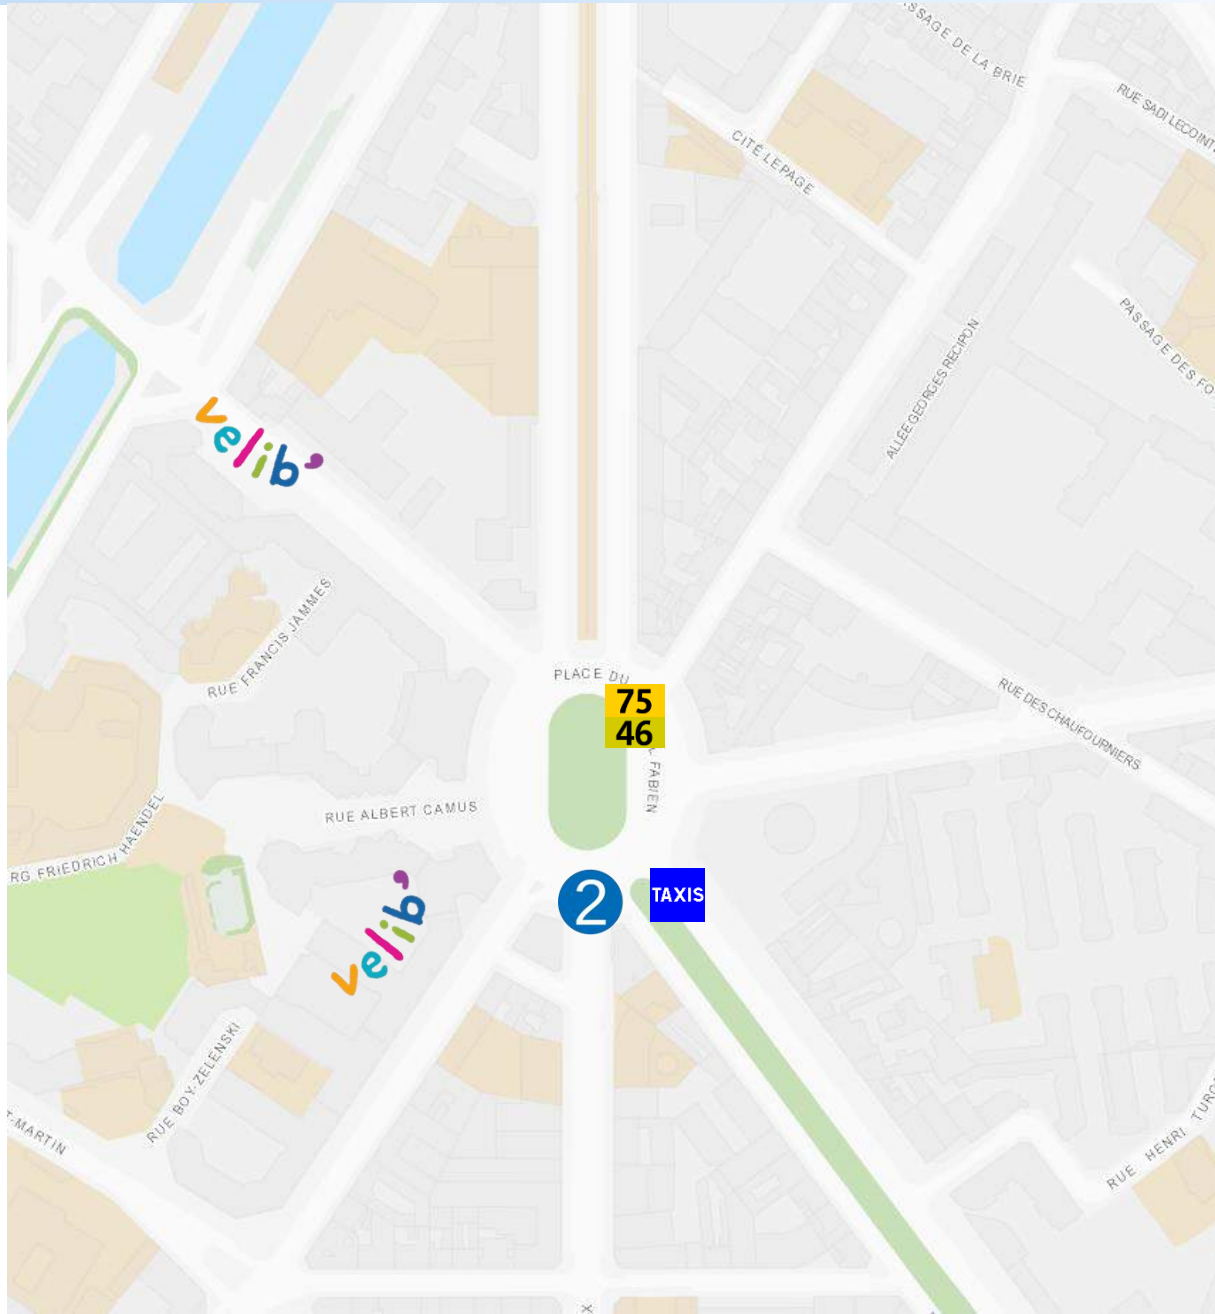 PASSAGE DE LA BRIE
RUE SADI LECOINT
CITÉ LEPAGE
PASSAGE DES FO
ALLÉE GEORGES RECIPON
velib'
RUE FRANCIS JAMMES
PLACE DU
75
46
FABIEN
RUE DES CHAUFOURNIERS
RUE ALBERT CAMUS
RG FRIEDRICH HAENDEL
2
TAXIS
velib'
RUE BOY-ZELENSKI
T-MARTIN
RUE HENRI TURO
X